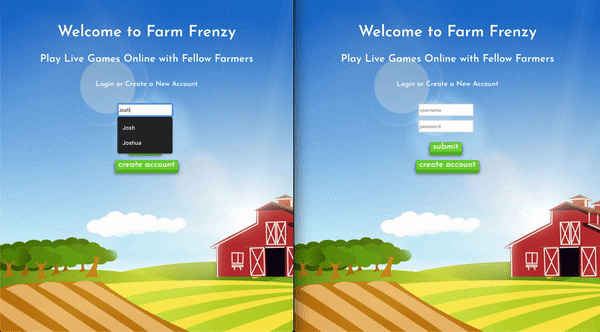 Welcome to Farm Frenzy
Play Live Games Online with Fellow Farmers
Login or Create a New Account
Josh
Josh
Joshua
create account
Welcome to Farm Frenzy
Play Live Games Online with Fellow Farmers
Login or Create a New Account
username
password
submit
create account